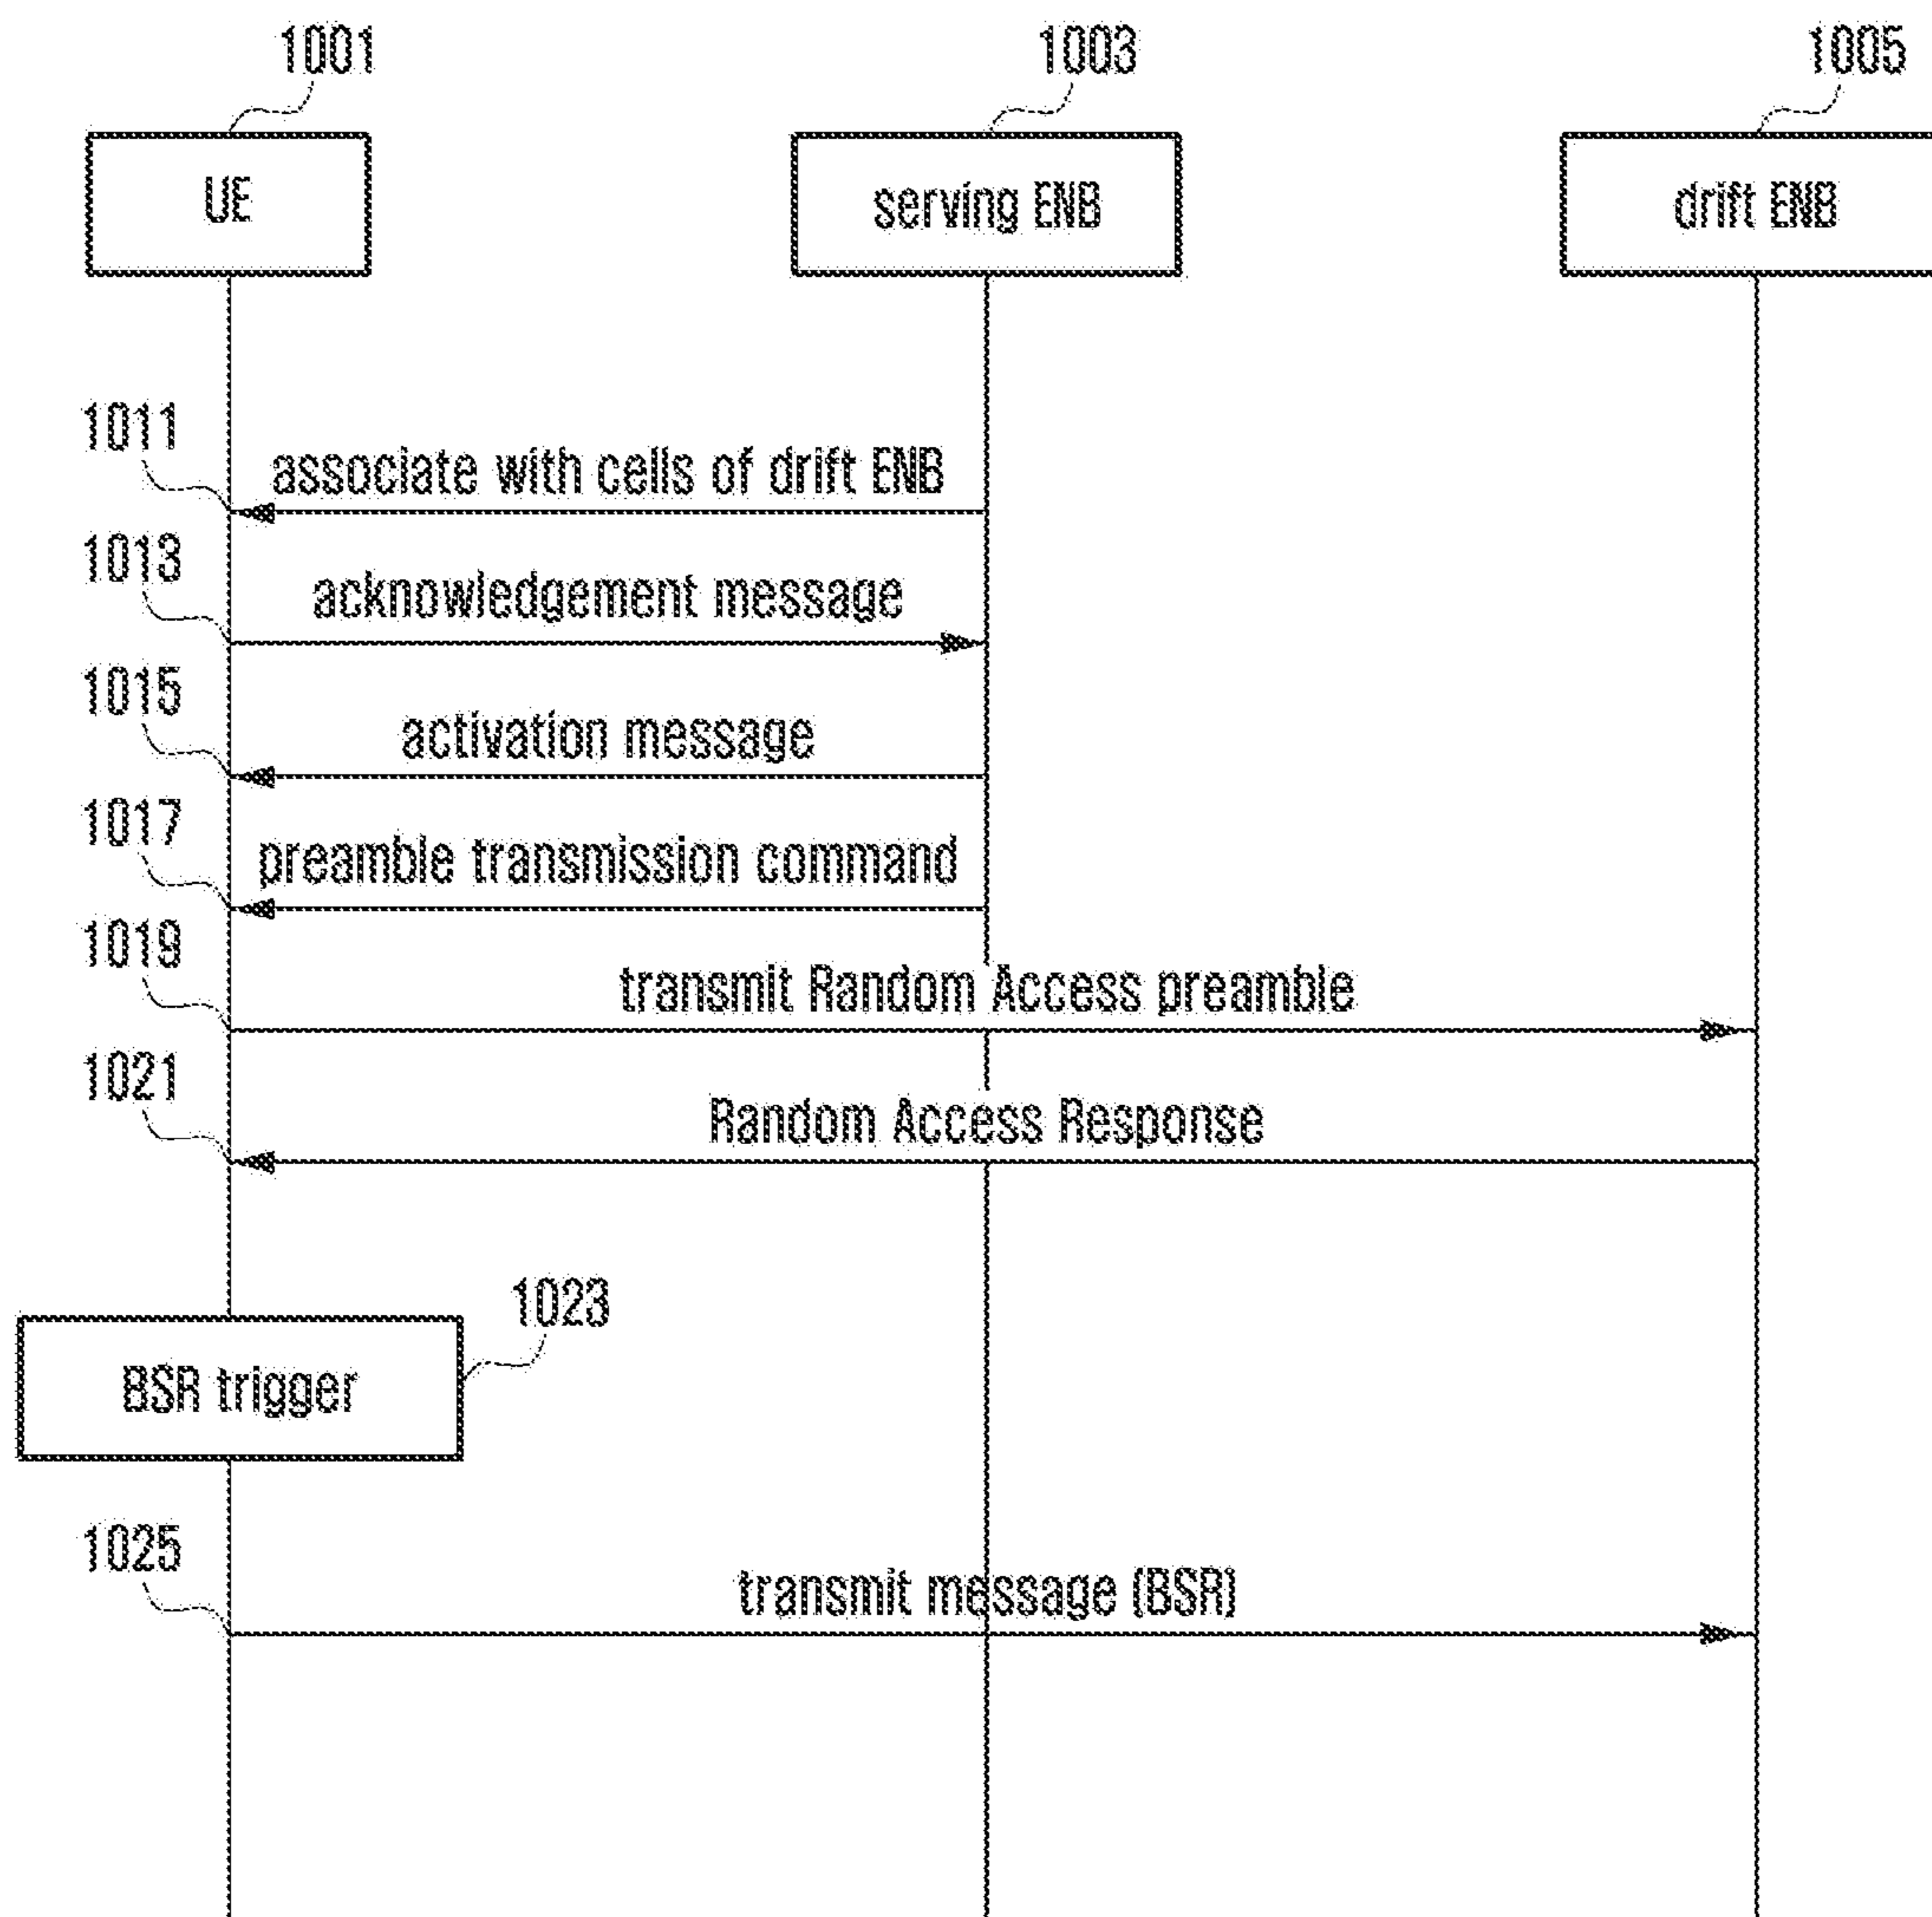 1001
1003
1005
UE
serving ENB
drift ENB
1011
associate with cells of drift ENB
1013
acknowledgement message
1015
activation message
1017
preamble transmission command
1019
transmit Random Access preamble
1021
Random Access Response
1023
BSR trigger
1025
transmit message (BSR)